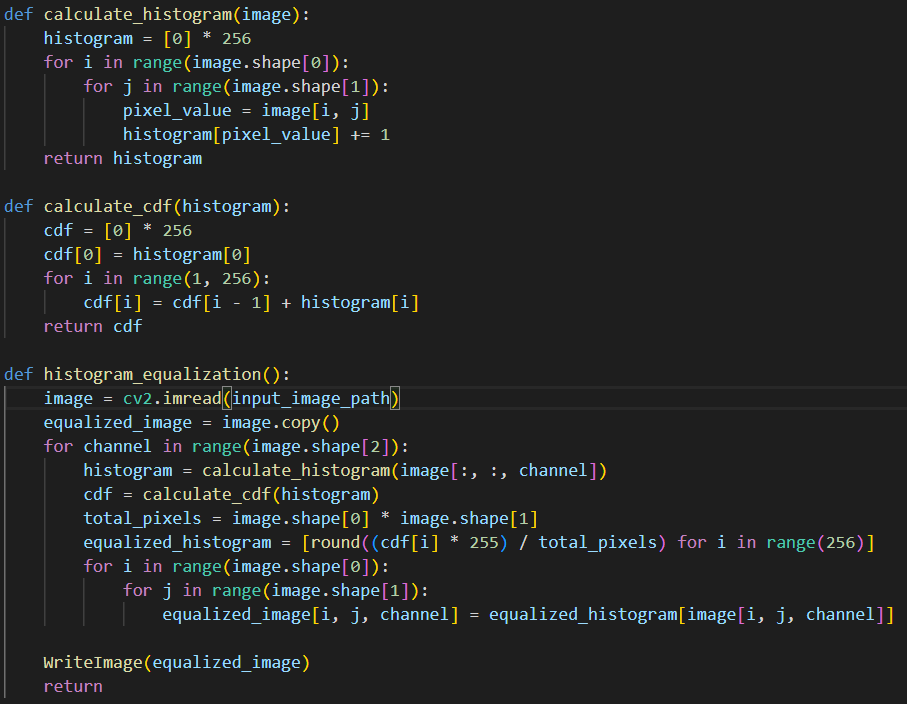 def calculate_histogram(image):
    histogram = [0] * 256
    for i in range(image.shape[0]):
        for j in range(image.shape[1]):
            pixel_value = image[i, j]
            histogram[pixel_value] += 1
    return histogram

def calculate_cdf(histogram):
    cdf = [0] * 256
    cdf[0] = histogram[0]
    for i in range(1, 256):
        cdf[i] = cdf[i - 1] + histogram[i]
    return cdf

def histogram_equalization():
    image = cv2.imread(input_image_path)
    equalized_image = image.copy()
    for channel in range(image.shape[2]):
        histogram = calculate_histogram(image[:, :, channel])
        cdf = calculate_cdf(histogram)
        total_pixels = image.shape[0] * image.shape[1]
        equalized_histogram = [round((cdf[i] * 255) / total_pixels) for i in range(256)]
        for i in range(image.shape[0]):
            for j in range(image.shape[1]):
                equalized_image[i, j, channel] = equalized_histogram[image[i, j, channel]]

    WriteImage(equalized_image)
    return